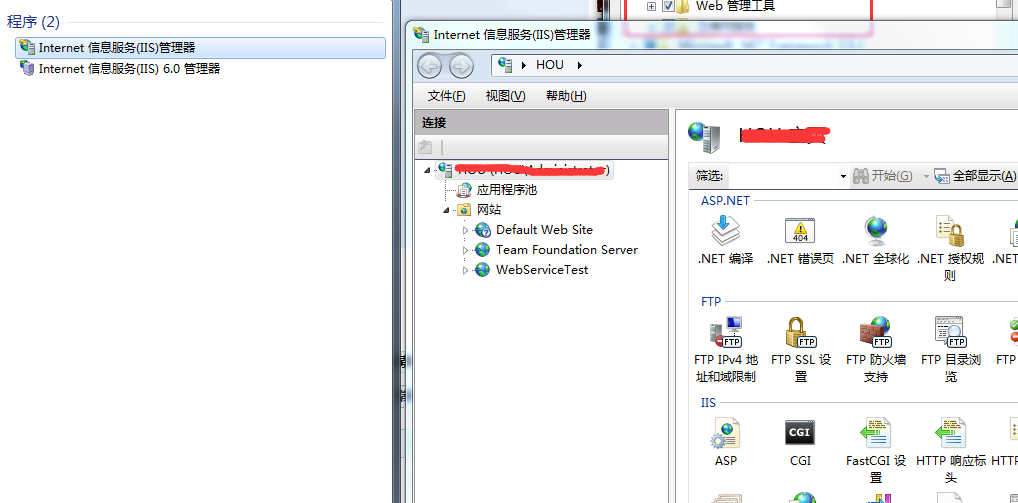 程序 (2)
Internet 信息服务(IIS)管理器
Internet 信息服务(IIS) 6.0 管理器
Web 管理工具
Internet 信息服务(IIS)管理器
HOU
文件(F)
视图(V)
帮助(H)
连接
应用程序池
网站
Default Web Site
Team Foundation Server
WebServiceTest
筛选:
开始(G)
全部显示(A)
ASP.NET
404
.NET 编译
.NET 错误页
.NET 全球化
.NET 授权规则
.NET
FTP
FTP
FTP
FTP
FTP
FTP IPv4 地址和域限制
FTP SSL 设置
FTP 防火墙支持
FTP 目录浏览
FTP
IIS
CGI
ASP
CGI
FastCGI 设置
HTTP 响应标头
HTTP